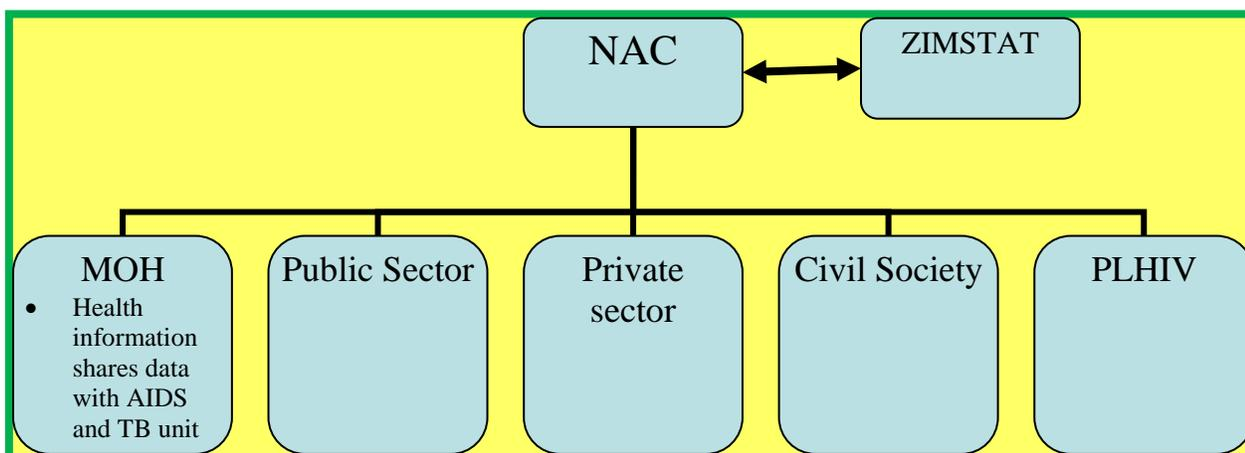 NAC
ZIMSTAT
MOH
• Health
information
shares data
with AIDS
and TB unit
Public Sector
Private
sector
Civil Society
PLHIV